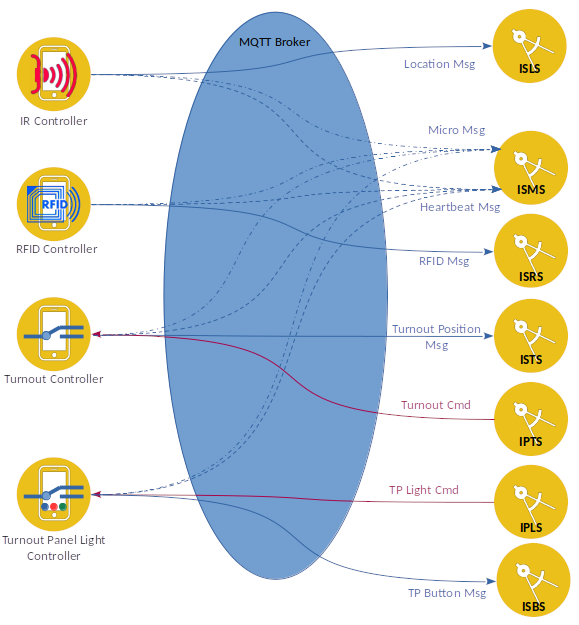 MQTT Broker
Location Msg
ISLS
IR Controller
Micro Msg
RFID
ISMS
Heartbeat Msg
RFID Controller
RFID Msg
ISRS
Turnout Position
Msg
ISTS
Turnout Controller
Turnout Cmd
IPTS
TP Light Cmd
IPLS
Turnout Panel Light
Controller
TP Button Msg
ISBS